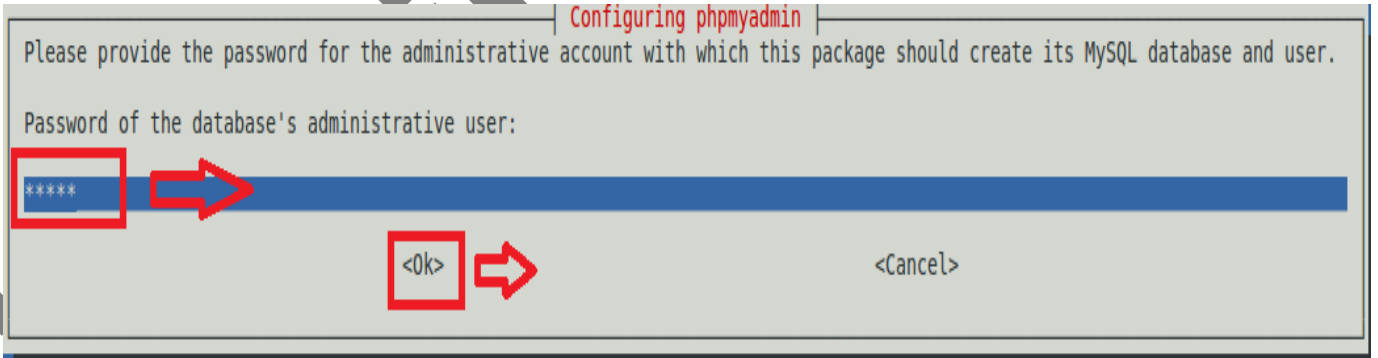 Configuring phpmyadmin
Please provide the password for the administrative account with which this package should create its MySQL database and user.
Password of the database's administrative user:
*****
<Ok> <Cancel>